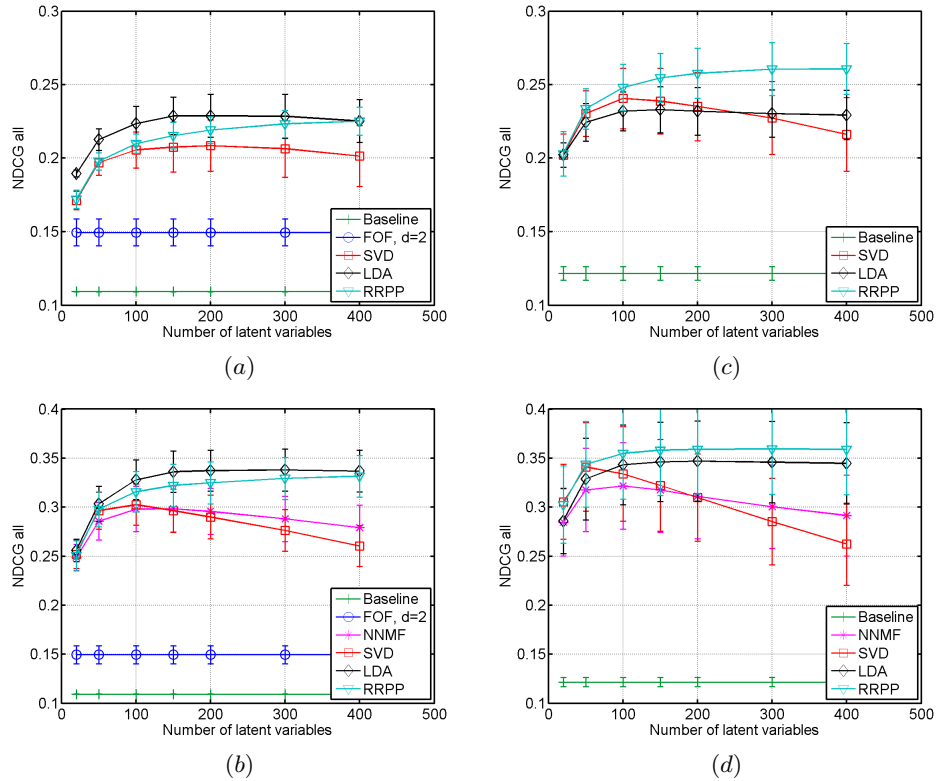 0.3
0.25
0.2
0.15
0.1
NDCG all
0 100 200 300 400 500
Number of latent variables
Baseline
FOF, d=2
SVD
LDA
RRPP
(a)
0.3
0.25
0.2
0.15
0.1
NDCG all
0 100 200 300 400 500
Number of latent variables
Baseline
SVD
LDA
RRPP
(c)
0.4
0.35
0.3
0.25
0.2
0.15
0.1
NDCG all
0 100 200 300 400 500
Number of latent variables
Baseline
FOF, d=2
NNMF
SVD
LDA
RRPP
(b)
0.4
0.35
0.3
0.25
0.2
0.15
0.1
NDCG all
0 100 200 300 400 500
Number of latent variables
Baseline
NNMF
SVD
LDA
RRPP
(d)